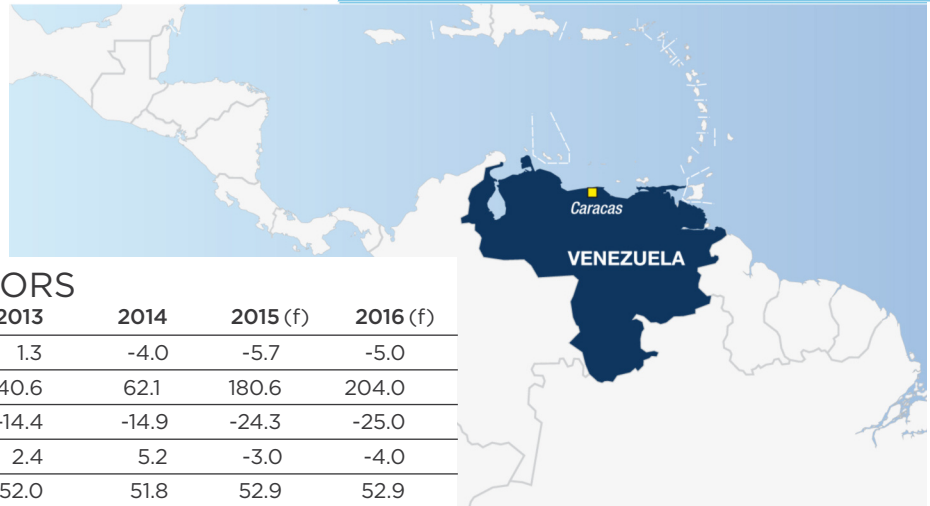 Caracas
VENEZUELA
ORS
2013 2014 2015 (f) 2016 (f)
1.3 -4.0 -5.7 -5.0
40.6 62.1 180.6 204.0
-14.4 -14.9 -24.3 -25.0
2.4 5.2 -3.0 -4.0
52.0 51.8 52.9 52.9